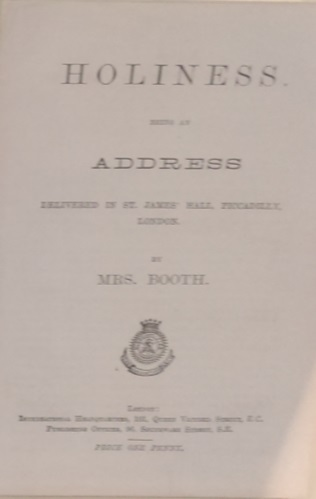 HOLINESS.
BEING AN
ADDRESS
DELIVERED IN ST. JAMES' HALL, PICCADILLY,
LONDON.
BY
MRS. BOOTH.
LONDON:
INTERNATIONAL HEADQUARTERS, 101, QUEEN VICTORIA STREET, E.C.
PUBLISHING OFFICES, 98, SOUTHWARK STREET, S.E.
PRICE ONE PENNY.